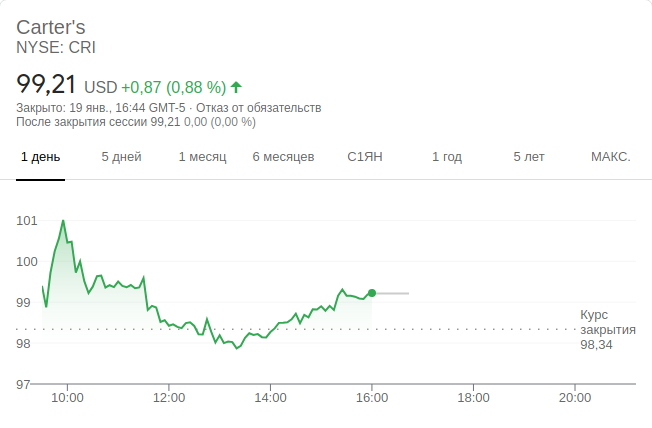 Carter's
NYSE: CRI
99,21 USD +0,87 (0,88 %)
Закрыто: 19 янв., 16:44 GMT-5 · Отказ от обязательств
После закрытия сессии 99,21 0,00 (0,00 %)
1 день 5 дней 1 месяц 6 месяцев С1ЯН 1 год 5 лет МАКС.
101
100
99
98
97
Курс
закрытия
98,34
10:00 12:00 14:00 16:00 18:00 20:00